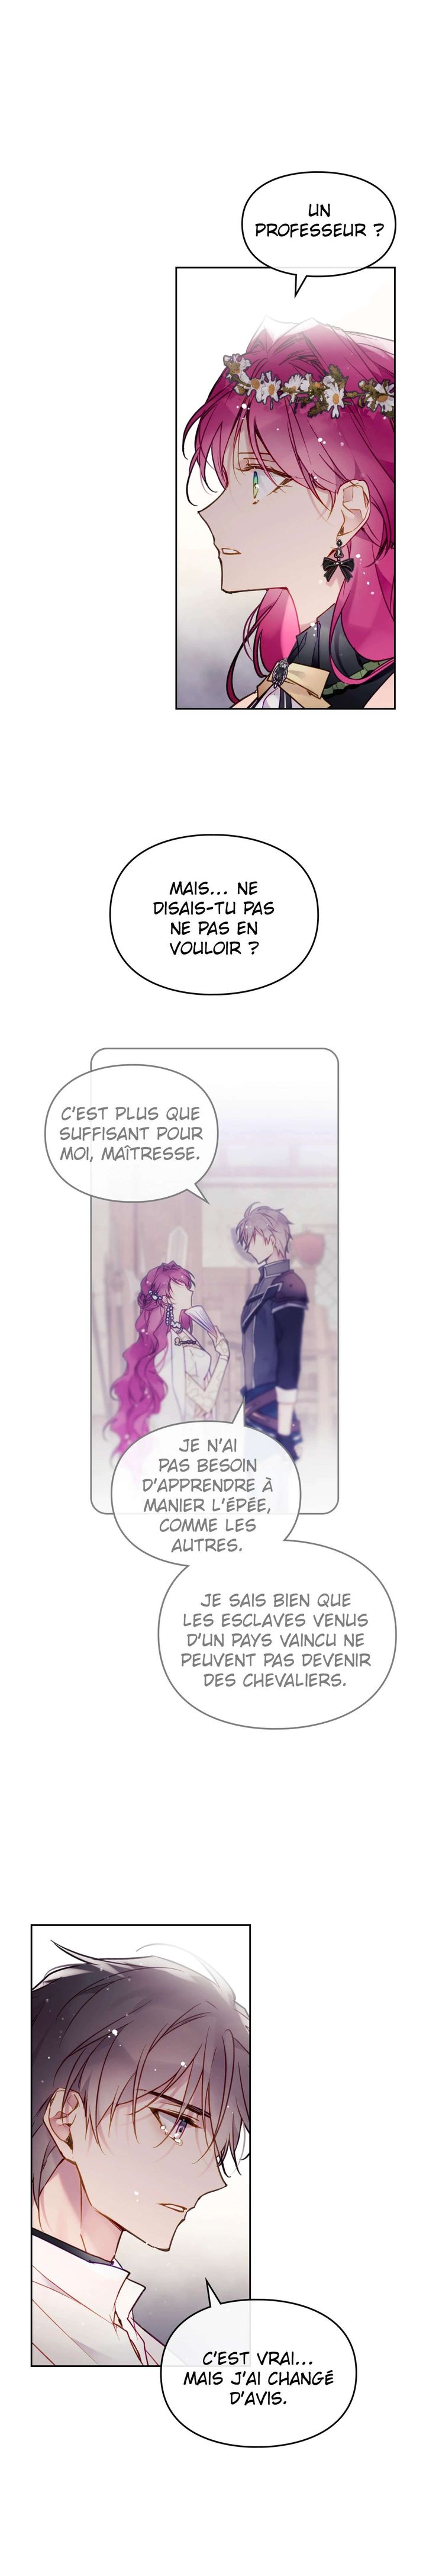 UN
PROFESSEUR ?
MAIS... NE
DISAIS-TU PAS
NE PAS EN
VOULOIR ?
C'EST PLUS QUE
SUFFISANT POUR
MOI, MAÎTRESSE.
JE N'AI
PAS BESOIN
D'APPRENDRE À
MANIER L'ÉPÉE,
COMME LES
AUTRES.
JE SAIS BIEN QUE
LES ESCLAVES VENUS
D'UN PAYS VAINCU NE
PEUVENT PAS DEVENIR
DES CHEVALIERS.
C'EST VRAI...
MAIS J'AI CHANGÉ
D'AVIS.